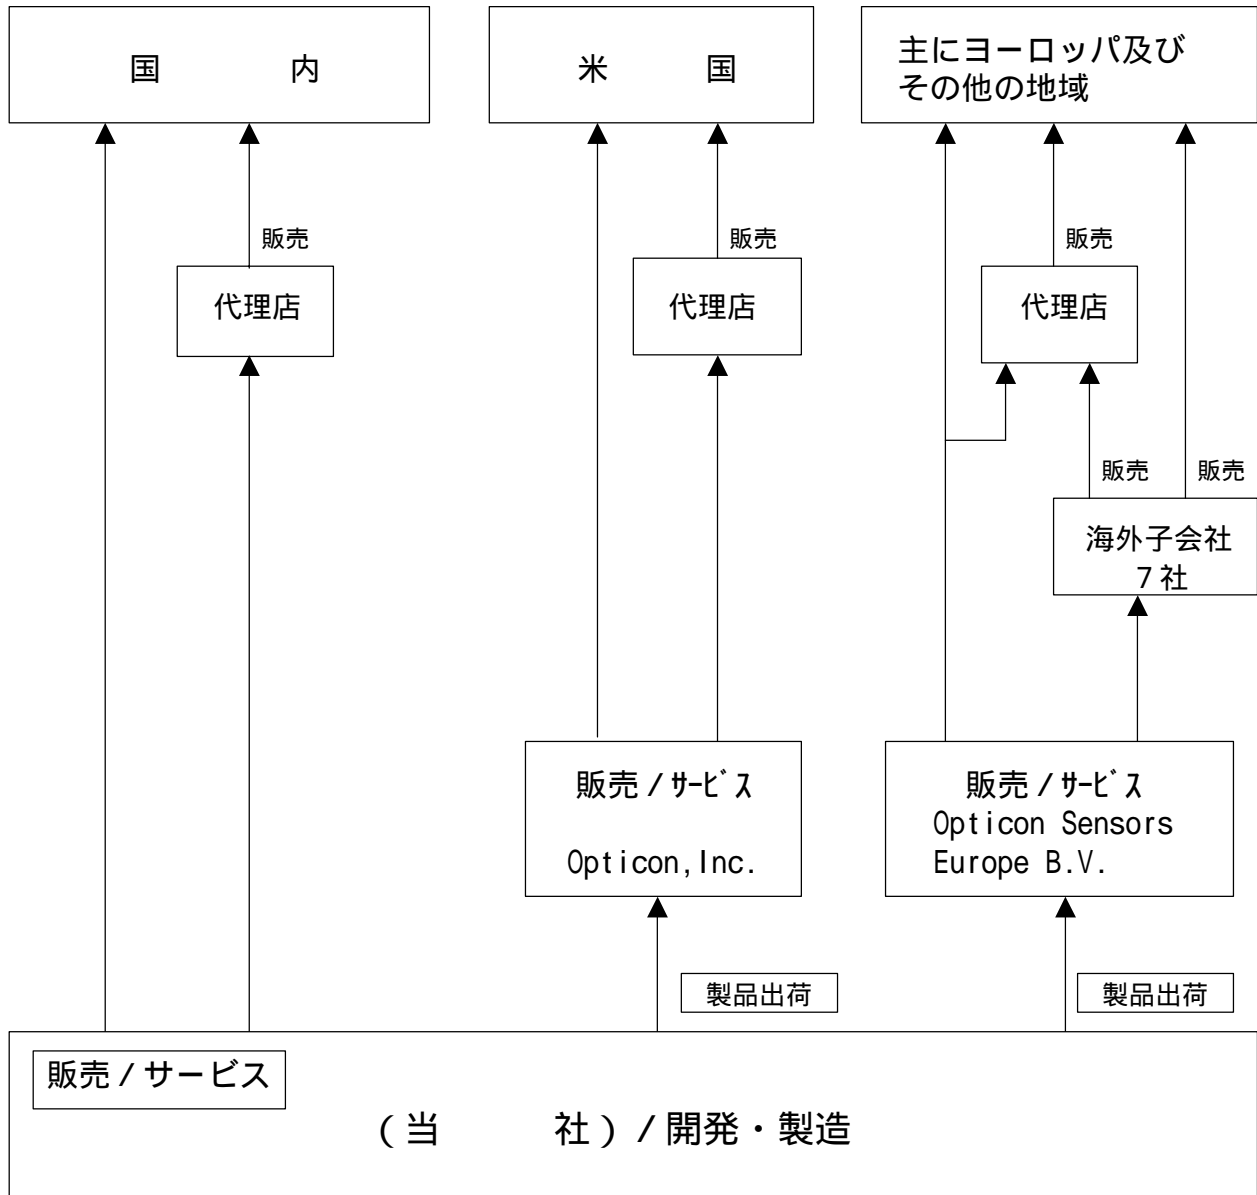 国　　内
米　　国
主にヨーロッパ及び
その他の地域
販売
販売
販売
代理店
代理店
代理店
販売
販売
海外子会社
７社
販売 / ｻｰﾋﾞｽ
Opticon,Inc.
販売 / ｻｰﾋﾞｽ
Opticon Sensors
Europe B.V.
製品出荷
製品出荷
販売 / サービス
(当　　社) / 開発・製造